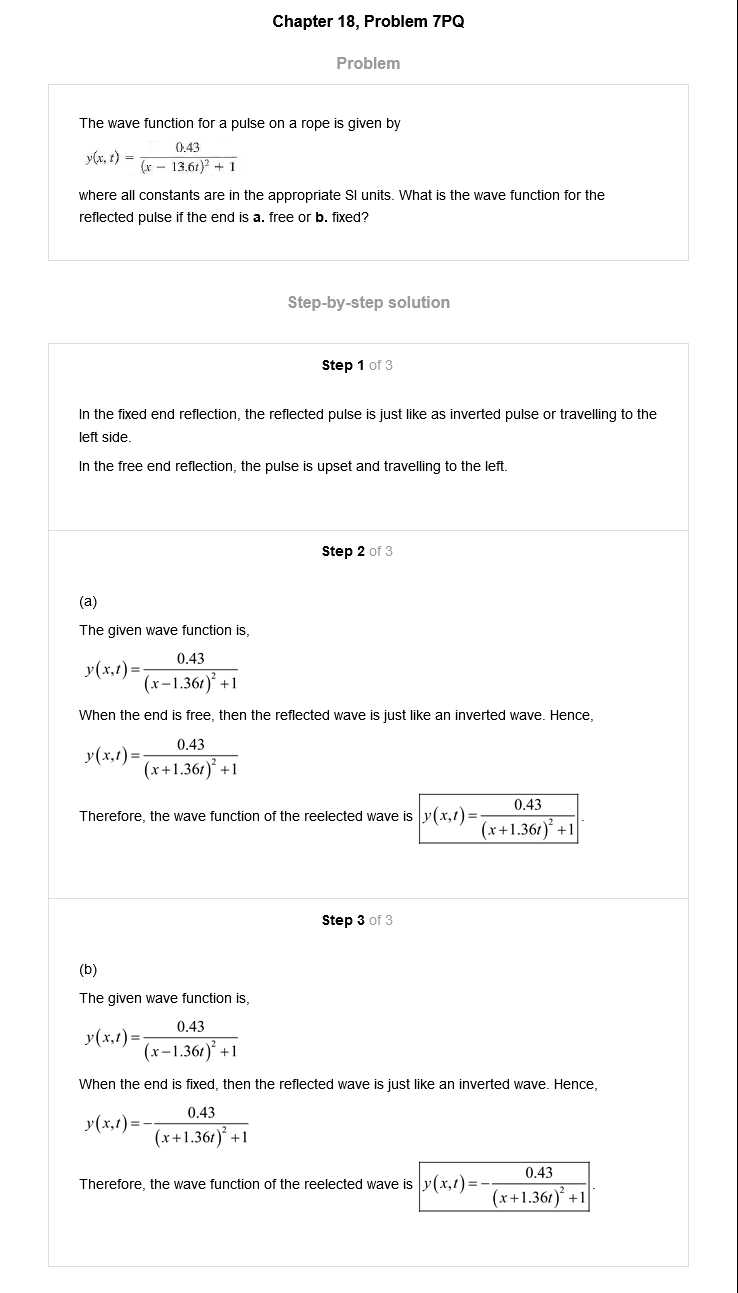 Chapter 18, Problem 7PQ
Problem
The wave function for a pulse on a rope is given by
y(x, t) = 0.43 / (x − 13.6t)² + 1
where all constants are in the appropriate SI units. What is the wave function for the
reflected pulse if the end is a. free or b. fixed?
Step-by-step solution
Step 1 of 3
In the fixed end reflection, the reflected pulse is just like as inverted pulse or travelling to the
left side.
In the free end reflection, the pulse is upset and travelling to the left.
Step 2 of 3
(a)
The given wave function is,
y(x,t) = 0.43 / (x−1.36t)² +1
When the end is free, then the reflected wave is just like an inverted wave. Hence,
y(x,t) = 0.43 / (x+1.36t)² +1
Therefore, the wave function of the reelected wave is y(x,t) = 0.43 / (x+1.36t)² +1.
Step 3 of 3
(b)
The given wave function is,
y(x,t) = 0.43 / (x−1.36t)² +1
When the end is fixed, then the reflected wave is just like an inverted wave. Hence,
y(x,t) = − 0.43 / (x+1.36t)² +1
Therefore, the wave function of the reelected wave is y(x,t) = − 0.43 / (x+1.36t)² +1.